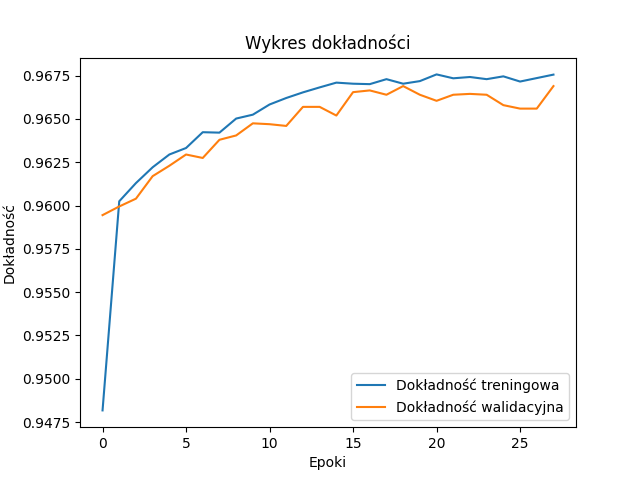 Wykres dokładności
0.9675
0.9650
0.9625
0.9600
0.9575
0.9550
0.9525
0.9500
0.9475
Dokładność
0 5 10 15 20 25
Epoki
Dokładność treningowa
Dokładność walidacyjna